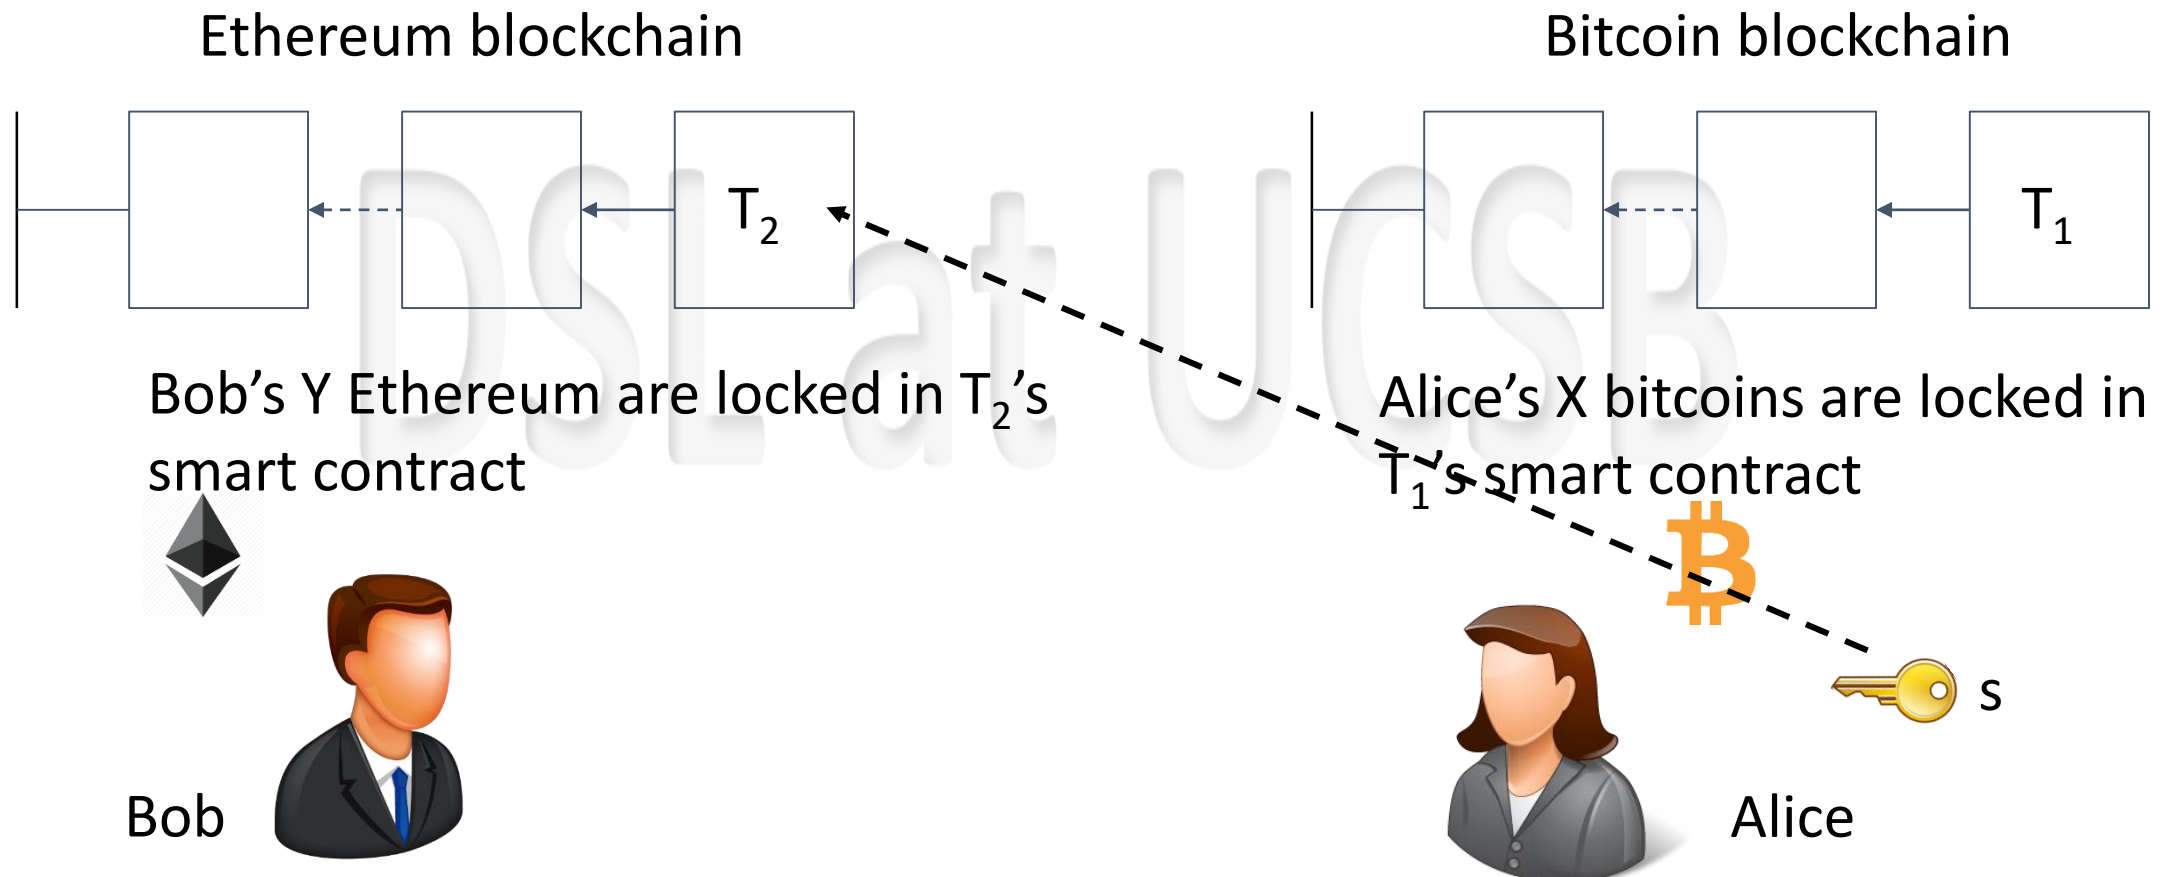 Ethereum blockchain
Bitcoin blockchain
T₂
T₁
DSL at UCSB
Bob’s Y Ethereum are locked in T₂’s
smart contract
Alice’s X bitcoins are locked in
T₁’s smart contract
s
Bob
Alice